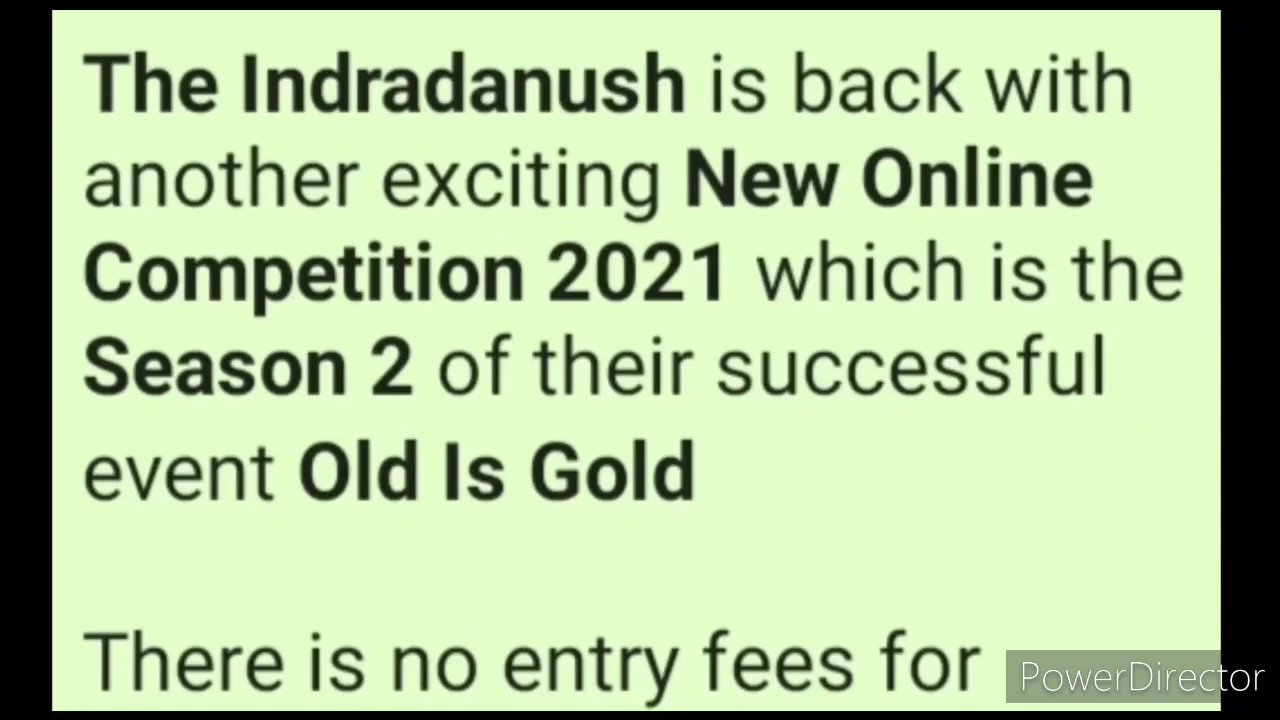 The Indradanush is back with
another exciting New Online
Competition 2021 which is the
Season 2 of their successful
event Old Is Gold
There is no entry fees for
PowerDirector